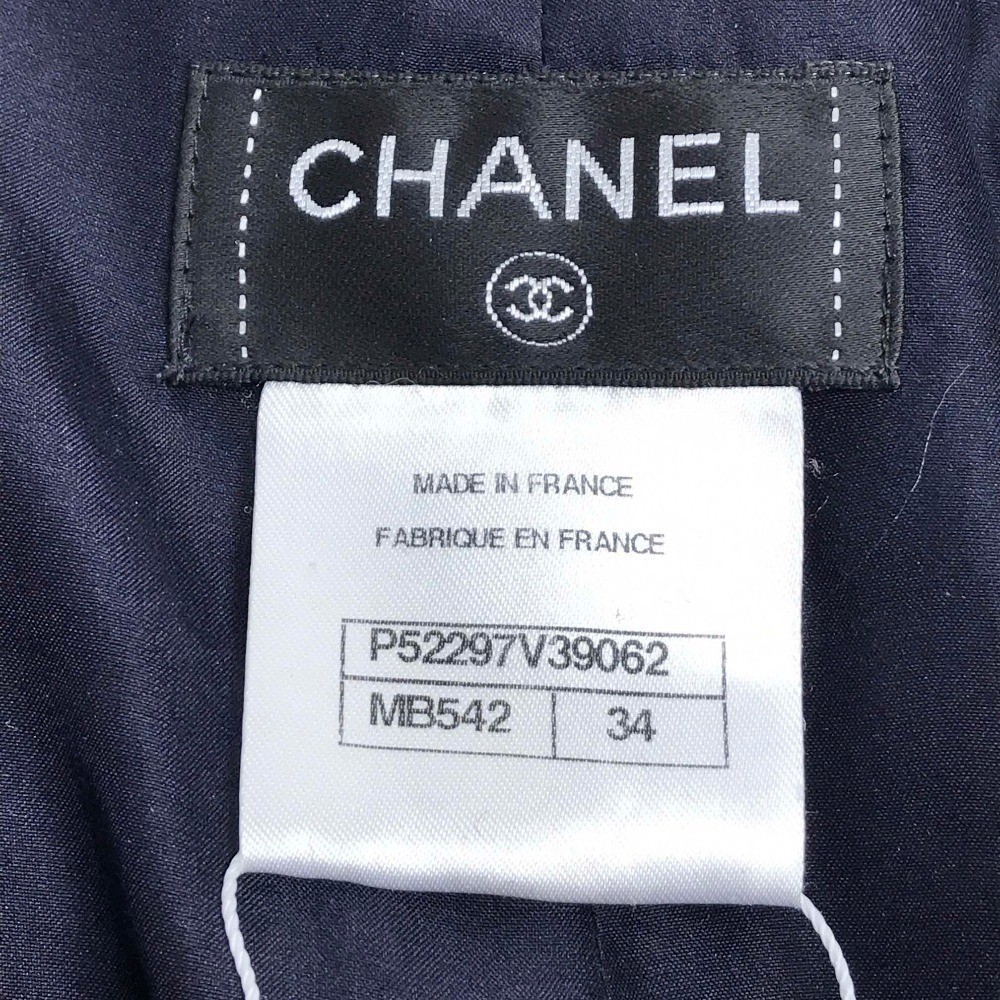 CHANEL
MADE IN FRANCE
FABRIQUE EN FRANCE
P52297V39062
MB542 34